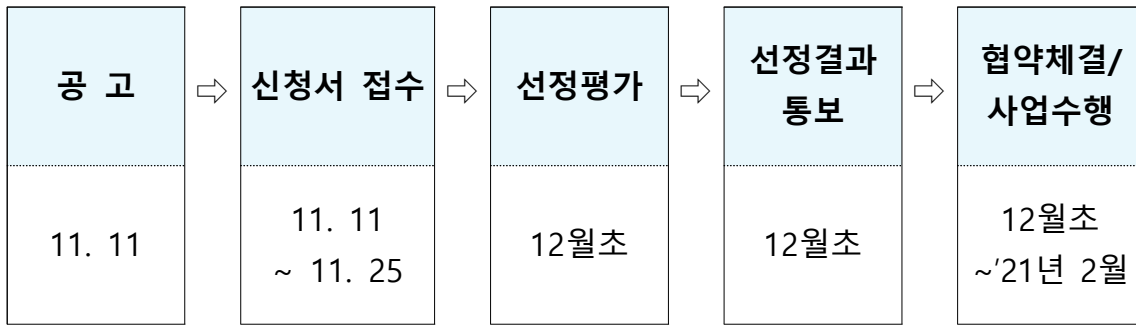 공 고
⇨
신청서 접수
⇨
선정평가
⇨
선정결과
통보
⇨
협약체결/
사업수행
11. 11
11. 11
~ 11. 25
12월초
12월초
12월초
~'21년 2월